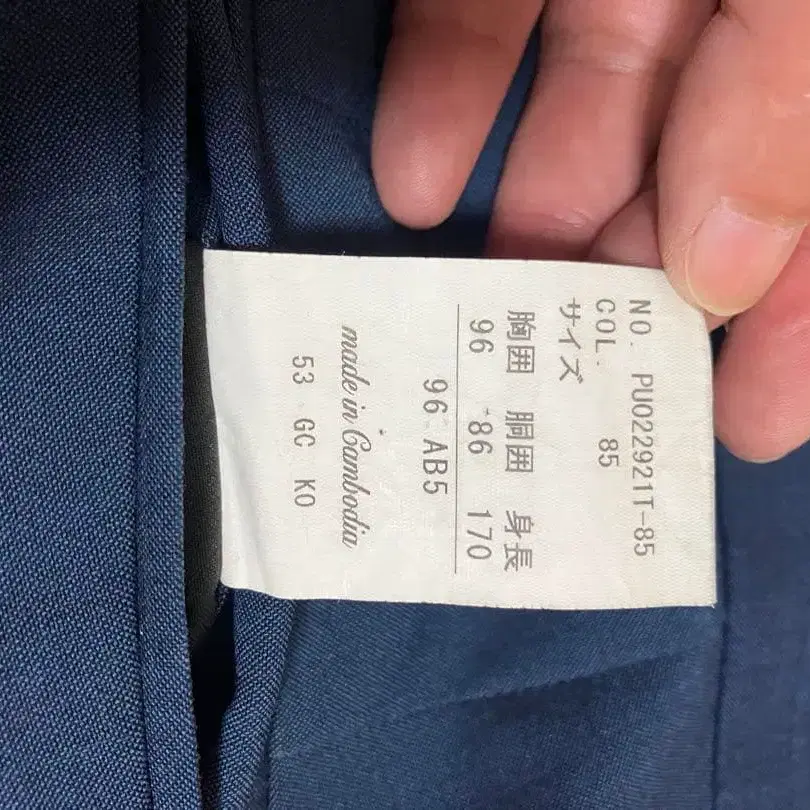 NO. PU022921T-85
COL. 85
サイズ
胸囲 胴囲 身長
96 86 170
96 AB5
made in Cambodia
53 GC KO